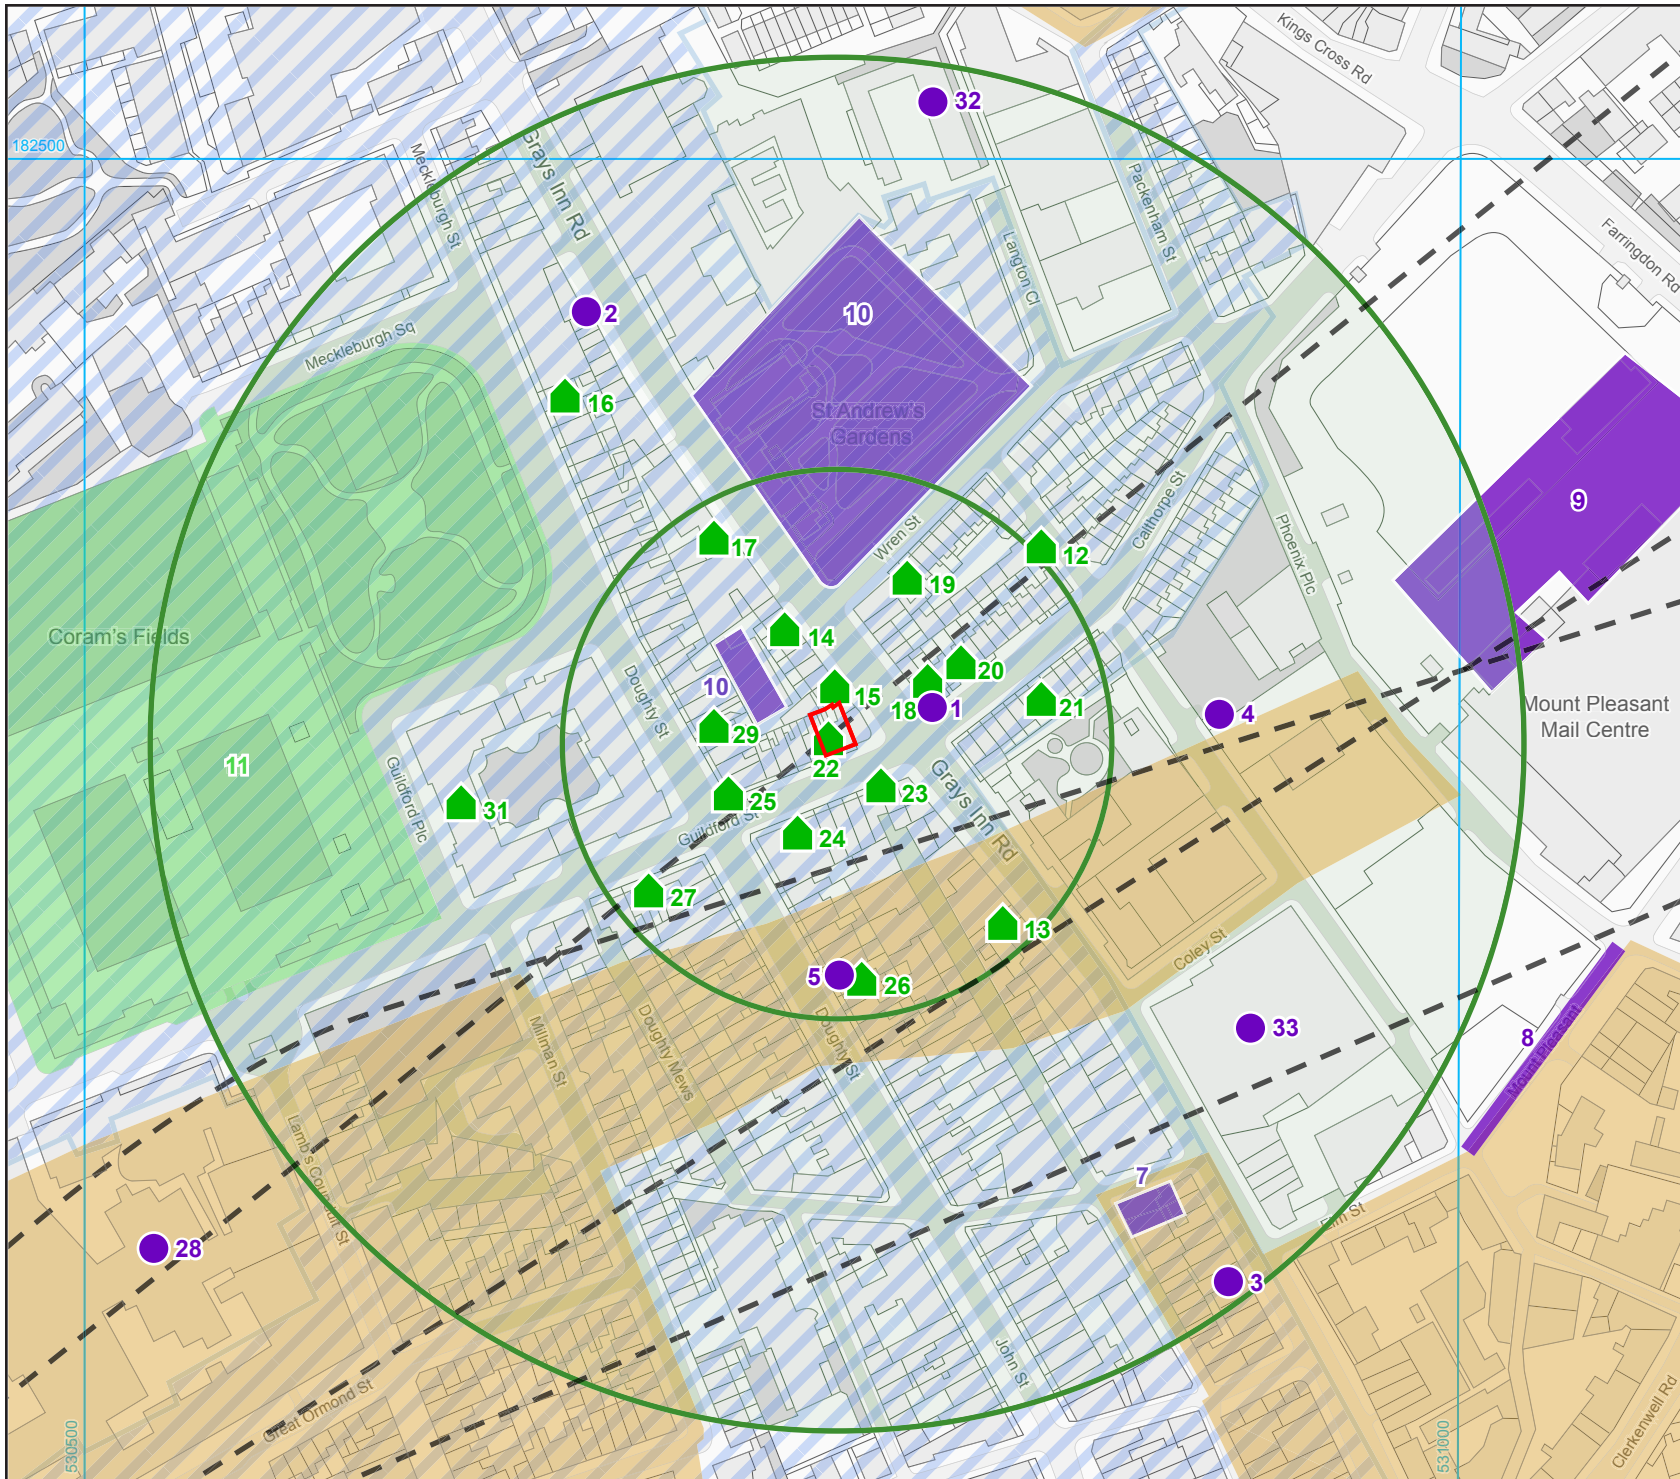 Kings Cross Rd
32
182500
Grays Inn Rd
Mecklenburgh St
Packenham St
Farringdon Rd
Langton Cl
2
10
Mecklenburgh Sq
16
St Andrew's
Gardens
Calthorpe St
9
Phoenix Plc
Wren St
17
12
19
14
Coram's Fields
20
Doughty St
10
15
18
1
21
4
29
Mount Pleasant
Mail Centre
22
11
Guildford Plc
31
25
23
Grays Inn Rd
Guildford St
24
27
13
Coley St
5
26
Millman St
Doughty Mews
Doughty St
33
8
Mount Pleasant
Lamb's Conduit St
7
Elm St
28
3
John St
Great Ormond St
Clerkenwell Rd
530500
531000